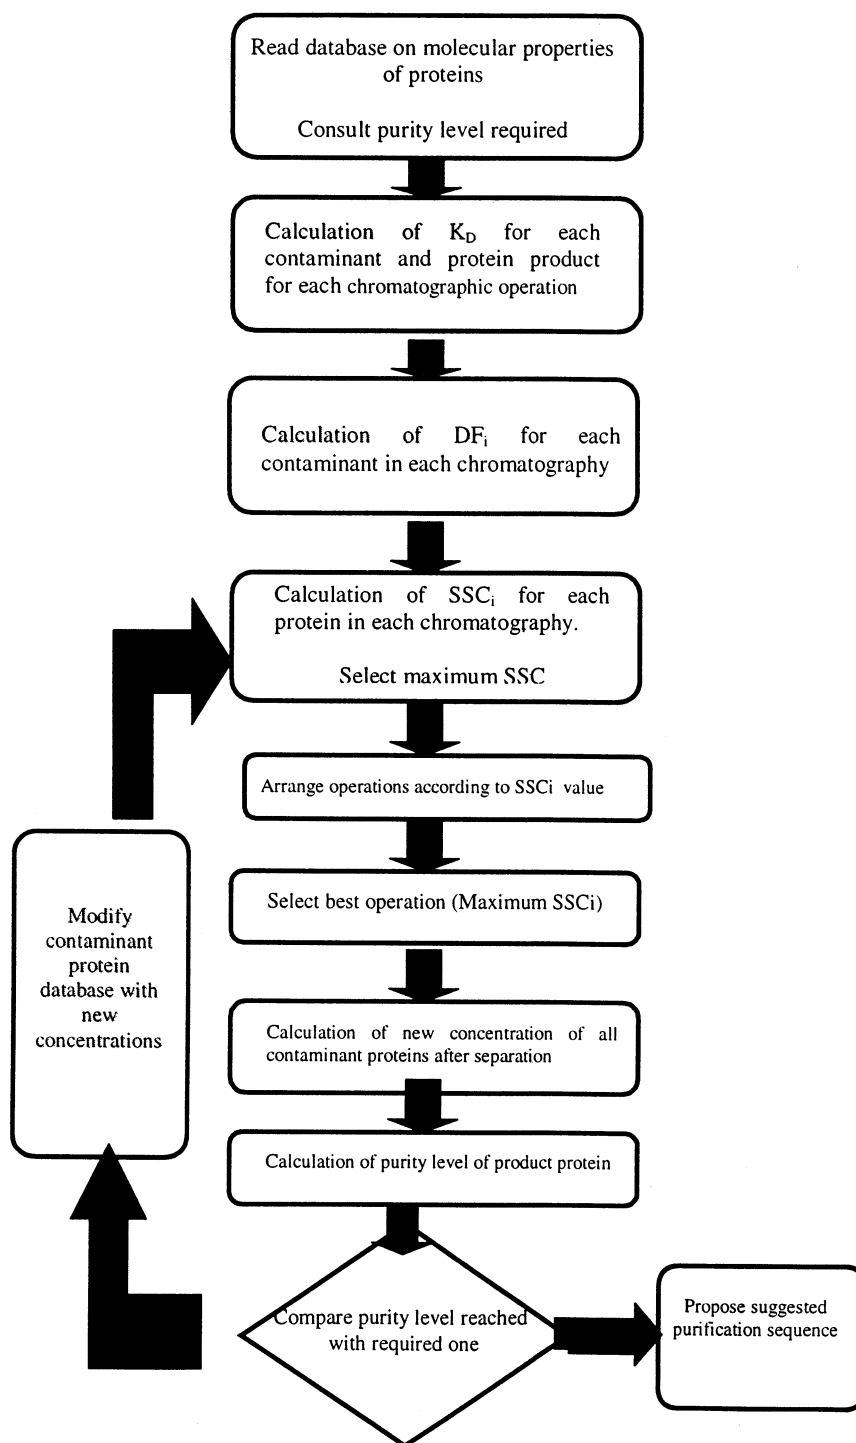 Read database on molecular properties
of proteins
Consult purity level required
Calculation of K_D for each
contaminant and protein product
for each chromatographic operation
Calculation of DF_i for each
contaminant in each chromatography
Calculation of SSC_i for each
protein in each chromatography.
Select maximum SSC
Arrange operations according to SSCi value
Select best operation (Maximum SSCi)
Modify
contaminant
protein
database with
new
concentrations
Calculation of new concentration of all
contaminant proteins after separation
Calculation of purity level of product protein
Compare purity level reached
with required one
Propose suggested
purification sequence